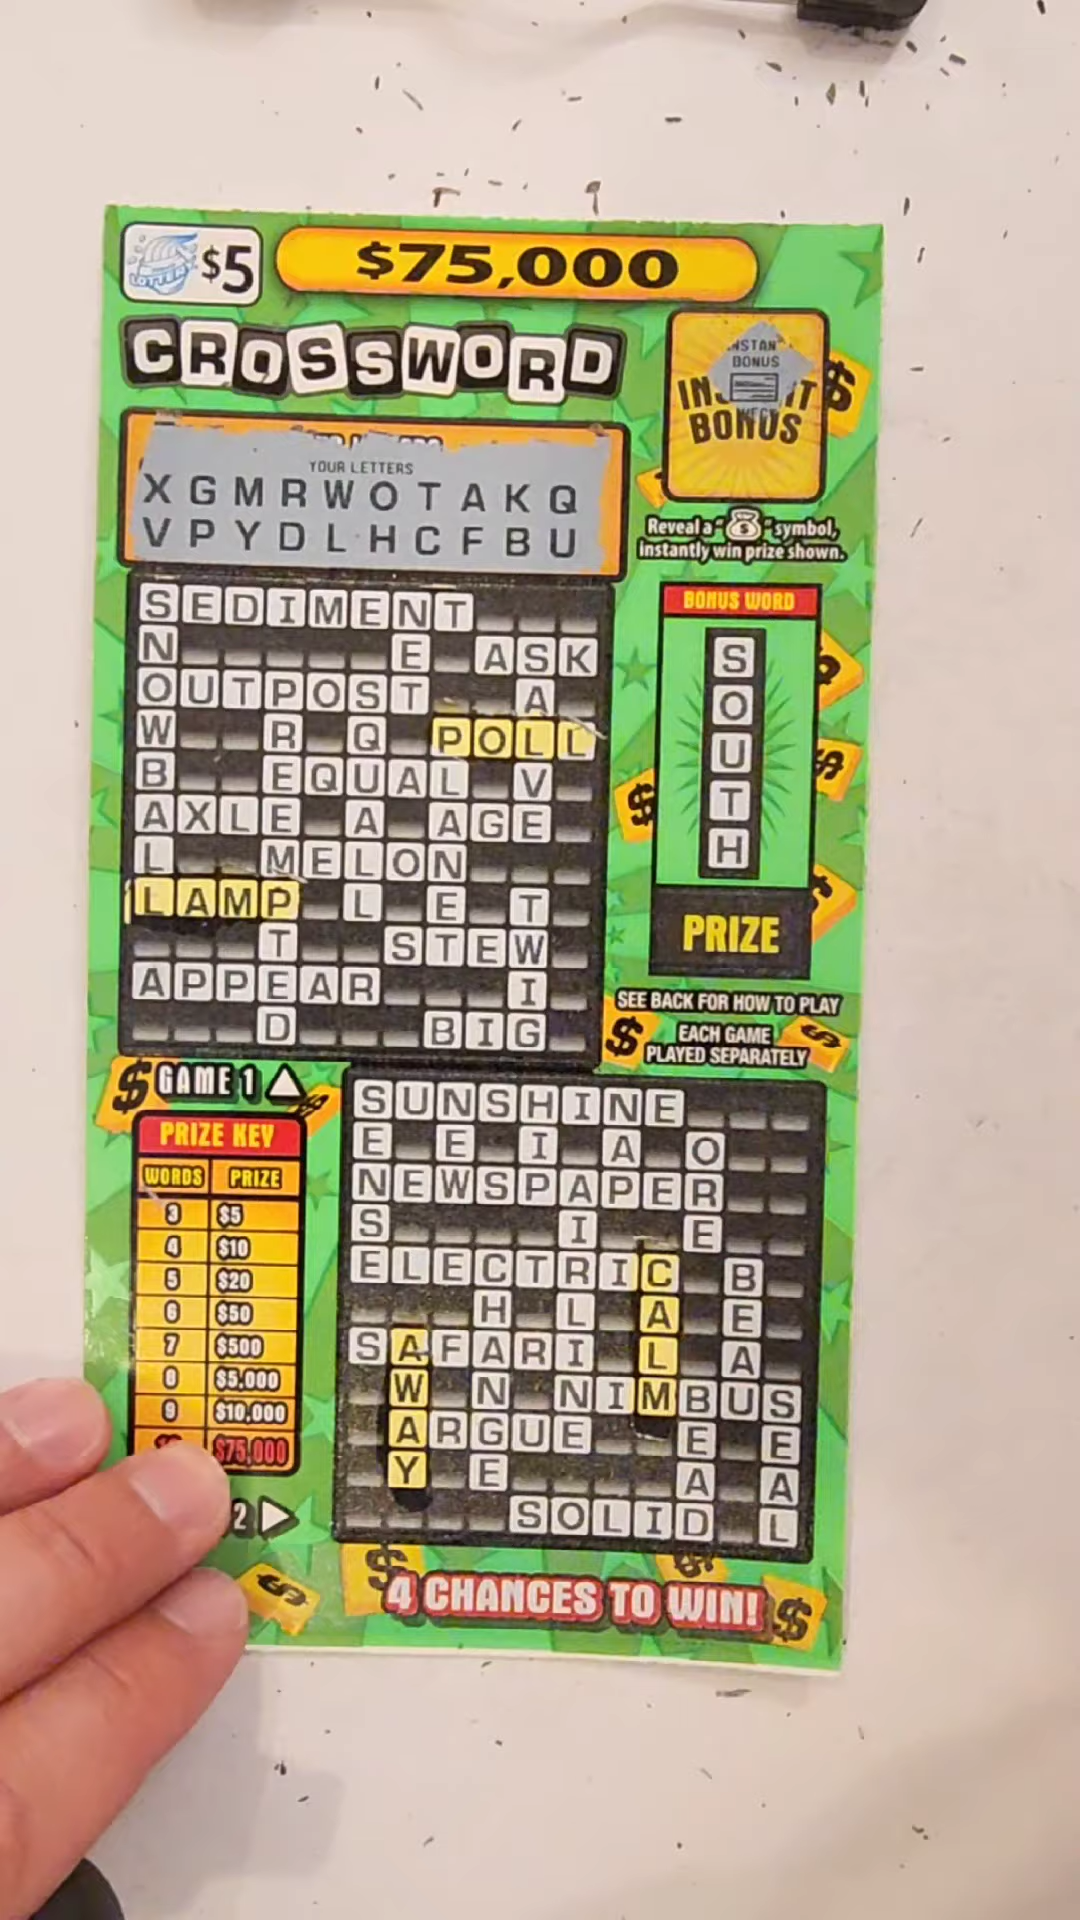 LOTTERY
$5
$75,000
CROSSWORD
INSTANT
BONUS
BONUS
YOUR LETTERS
X G M R W O T A K Q
V P Y D L H C F B U
Reveal a " " symbol,
instantly win prize shown.
BONUS WORD
S
O
U
T
H
PRIZE
SEDIMENT
N E ASK
OUTPOST A
W R Q POLL
B EQUAL V
AXLE A AGE
L MELON
LAMP L E T
T STEW
APPEAR I
D BIG
SEE BACK FOR HOW TO PLAY
EACH GAME
PLAYED SEPARATELY
GAME 1
PRIZE KEY
WORDS PRIZE
3 $5
4 $10
5 $20
6 $50
7 $500
8 $5,000
9 $10,000
$75,000
2
SUNSHINE
E E I A O
NEWSPAPER
S I E
ELECTRIC B
H L A E
SAFARI L A
W N NIMBUS
ARGUE E E
Y E A A
SOLID L
4 CHANCES TO WIN!